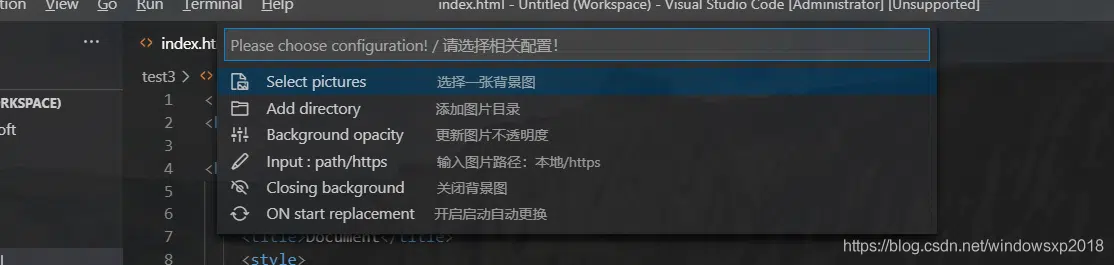 tion View Go Run Terminal Help index.html - Untitled (Workspace) - Visual Studio Code [Administrator] [Unsupported]
··· <> index.ht
Please choose configuration! / 请选择相关配置!
test3 > <>
Select pictures 选择一张背景图
ORKSPACE) 1 <
Add directory 添加图片目录
oft 2 <
Background opacity 更新图片不透明度
3
Input : path/https 输入图片路径：本地/https
4 <
Closing background 关闭背景图
5
ON start replacement 开启启动自动更换
6
7 <title>Document</title>
8 <style>
https://blog.csdn.net/windowsxp2018